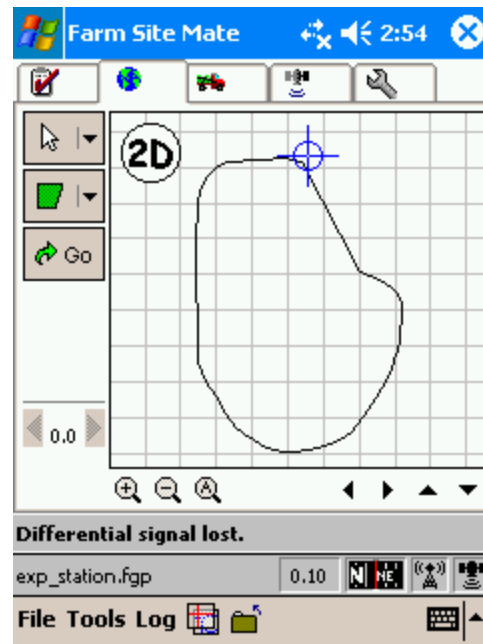 Farm Site Mate 2:54
2D
Go
0.0
Differential signal lost.
exp_station.fgp 0.10 N NE
File Tools Log